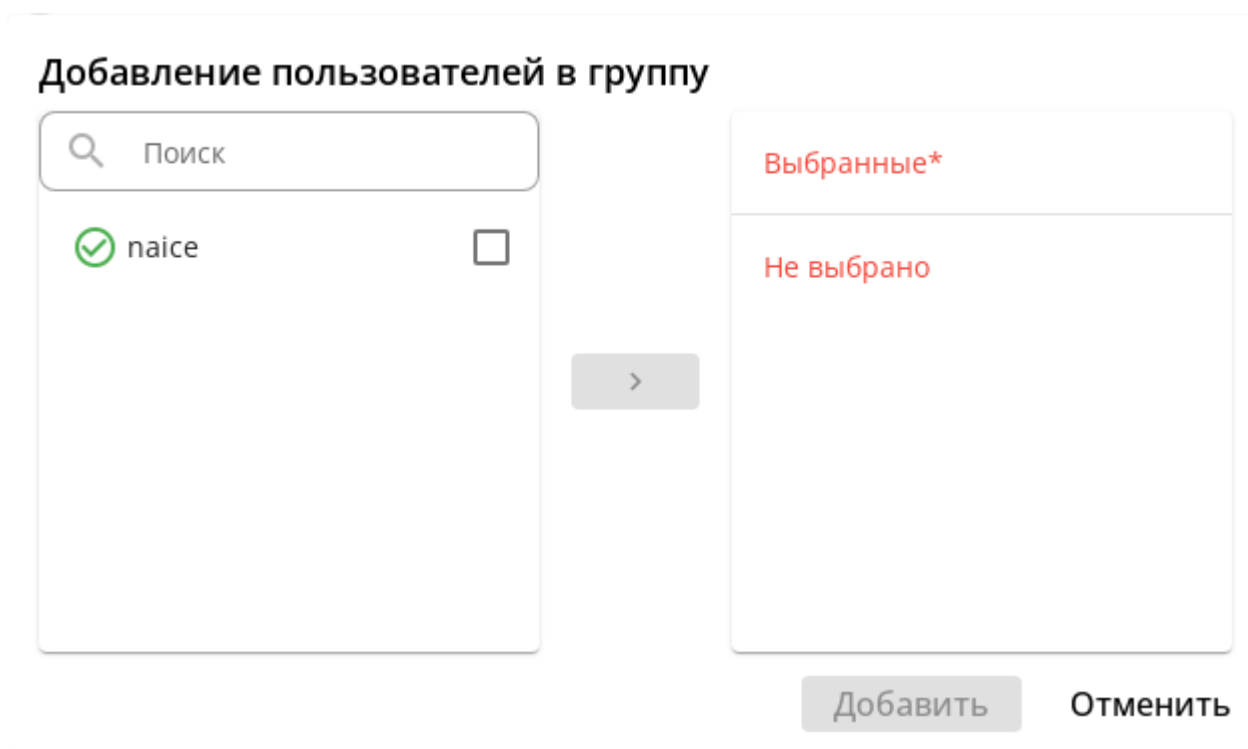 Добавление пользователей в группу
Поиск
Выбранные*
naice
Не выбрано
>
Добавить Отменить